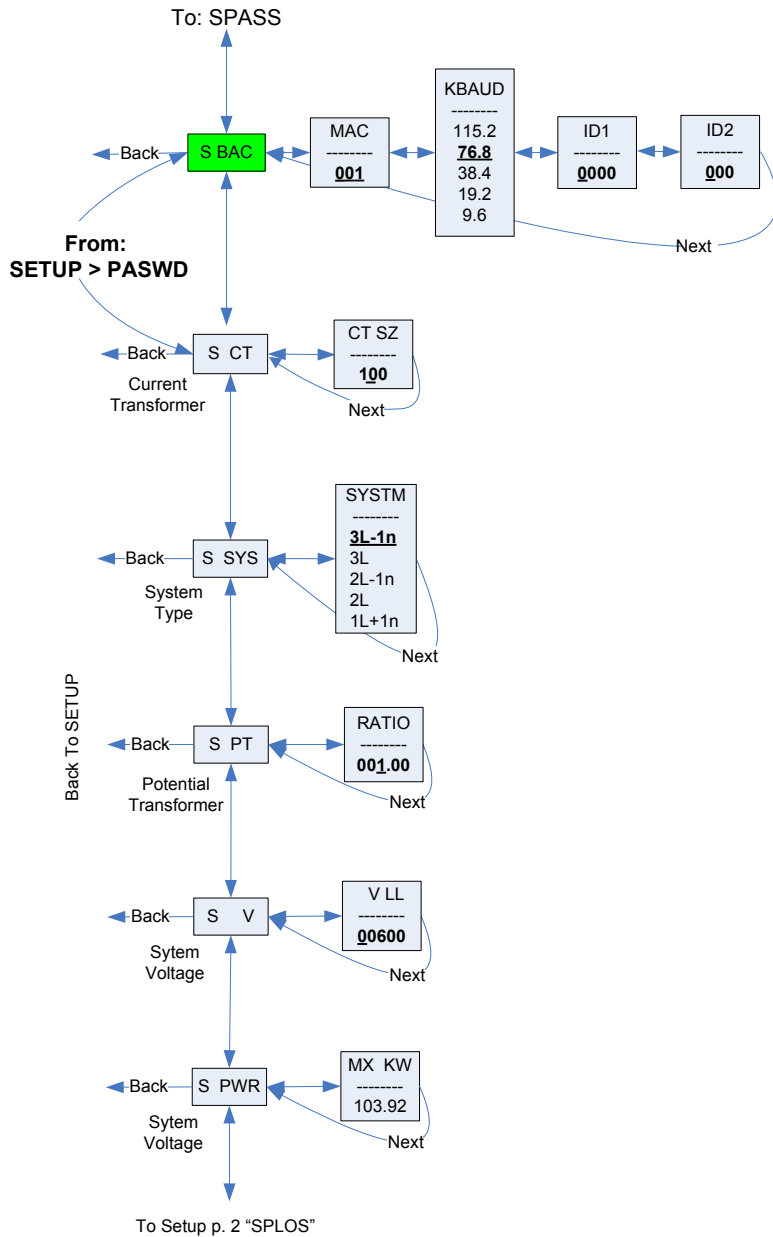 To: SPASS
Back
S BAC
MAC
--------
001
KBAUD
--------
115.2
76.8
38.4
19.2
9.6
ID1
--------
0000
ID2
--------
000
Next
From:
SETUP > PASWD
Back
S CT
Current
Transformer
CT SZ
--------
100
Next
Back
S SYS
System
Type
SYSTM
--------
3L-1n
3L
2L-1n
2L
1L+1n
Next
Back To SETUP
Back
S PT
Potential
Transformer
RATIO
--------
001.00
Next
Back
S V
Sytem
Voltage
V LL
--------
00600
Next
Back
S PWR
Sytem
Voltage
MX KW
--------
103.92
Next
To Setup p. 2 “SPLOS”